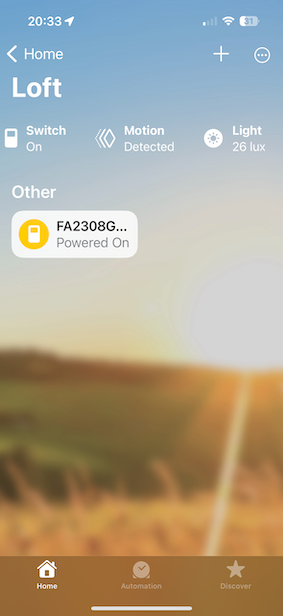 20:33
31
Home
Loft
Switch
On
Motion
Detected
Light
26 lux
Other
FA2308G...
Powered On
Home
Automation
Discover